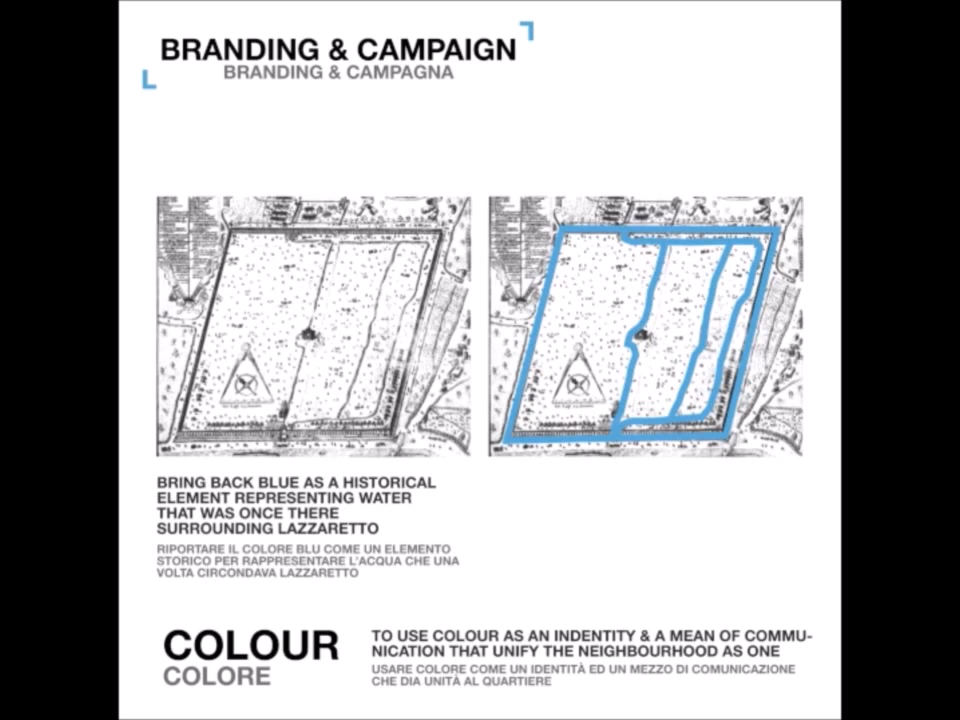 BRANDING & CAMPAIGN
BRANDING & CAMPAGNA
BRING BACK BLUE AS A HISTORICAL
ELEMENT REPRESENTING WATER
THAT WAS ONCE THERE
SURROUNDING LAZZARETTO
RIPORTARE IL COLORE BLU COME UN ELEMENTO
STORICO PER RAPPRESENTARE L'ACQUA CHE UNA
VOLTA CIRCONDAVA LAZZARETTO
COLOUR
COLORE
TO USE COLOUR AS AN INDENTITY & A MEAN OF COMMU-
NICATION THAT UNIFY THE NEIGHBOURHOOD AS ONE
USARE COLORE COME UN IDENTITÀ ED UN MEZZO DI COMUNICAZIONE
CHE DIA UNITÀ AL QUARTIERE